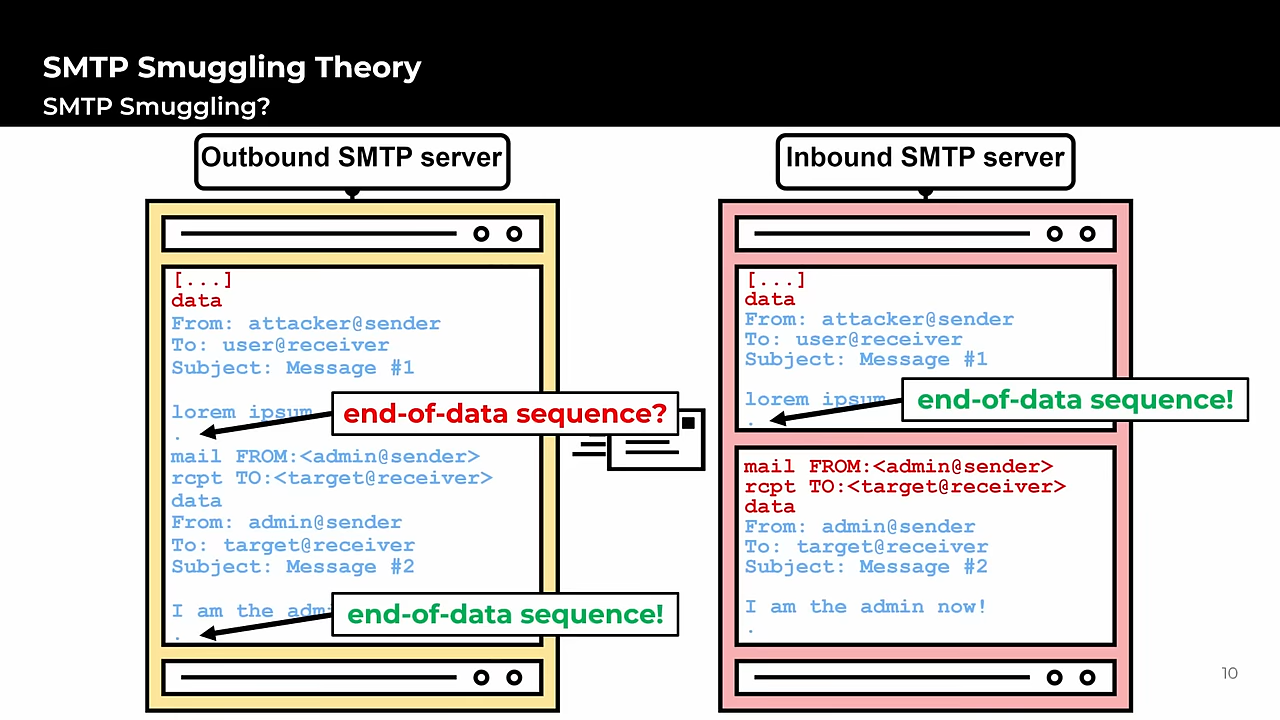 SMTP Smuggling Theory
SMTP Smuggling?
Outbound SMTP server
[...]
data
From: attacker@sender
To: user@receiver
Subject: Message #1
lorem ipsum
.
end-of-data sequence?
mail FROM:<admin@sender>
rcpt TO:<target@receiver>
data
From: admin@sender
To: target@receiver
Subject: Message #2
I am the
.
end-of-data sequence!
Inbound SMTP server
[...]
data
From: attacker@sender
To: user@receiver
Subject: Message #1
lorem ipsum
.
end-of-data sequence!
mail FROM:<admin@sender>
rcpt TO:<target@receiver>
data
From: admin@sender
To: target@receiver
Subject: Message #2
I am the admin now!
.
10